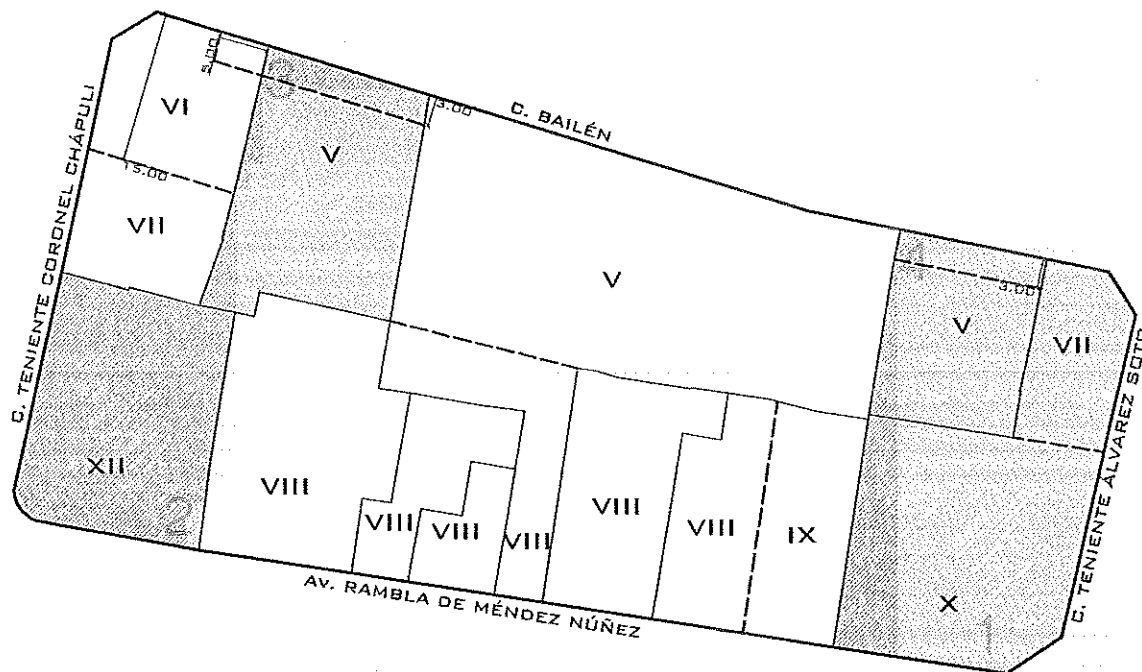 5.00
3
3.00
C. BAILÉN
VI
V
C. TENIENTE CORONEL CHÁPULI
15.00
VII
V
4
3.00
V
VII
C. TENIENTE ÁLVAREZ SOTO
XII
2
VIII
VIII
VIII
VIII
VIII
VIII
IX
X
1
AV. RAMBLA DE MÉNDEZ NÚÑEZ